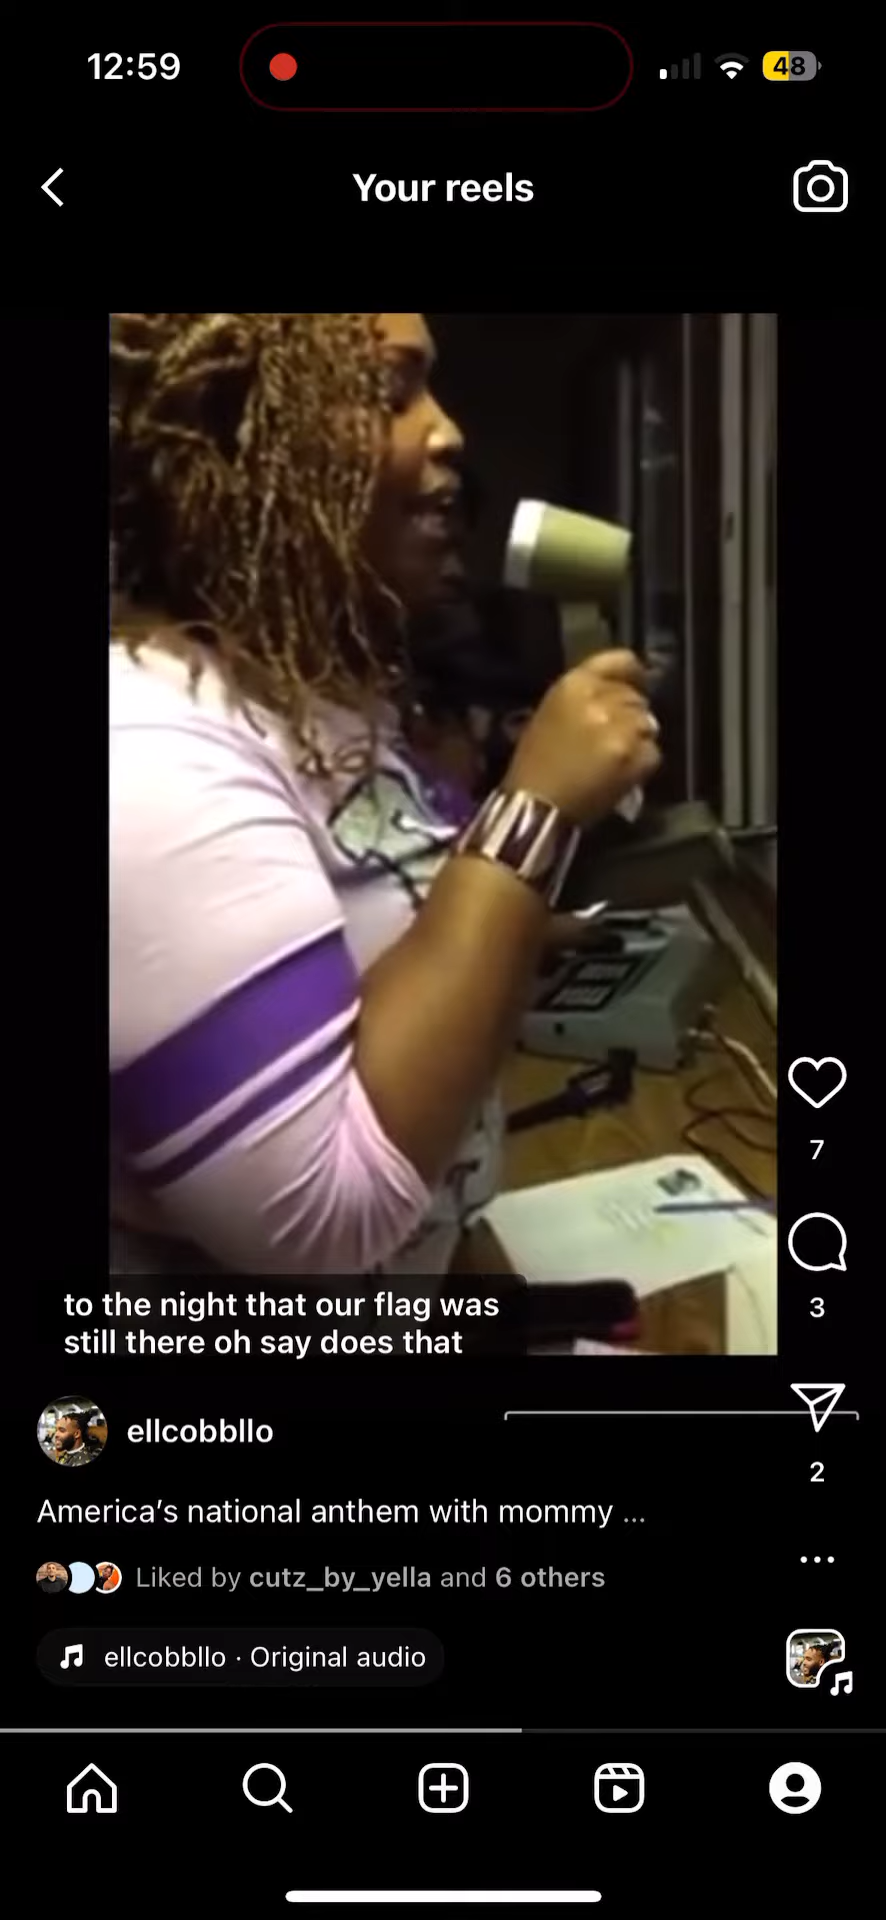 12:59
48
Your reels
to the night that our flag was
still there oh say does that
7
3
2
ellcobbllo
America’s national anthem with mommy ...
Liked by cutz_by_yella and 6 others
ellcobbllo · Original audio